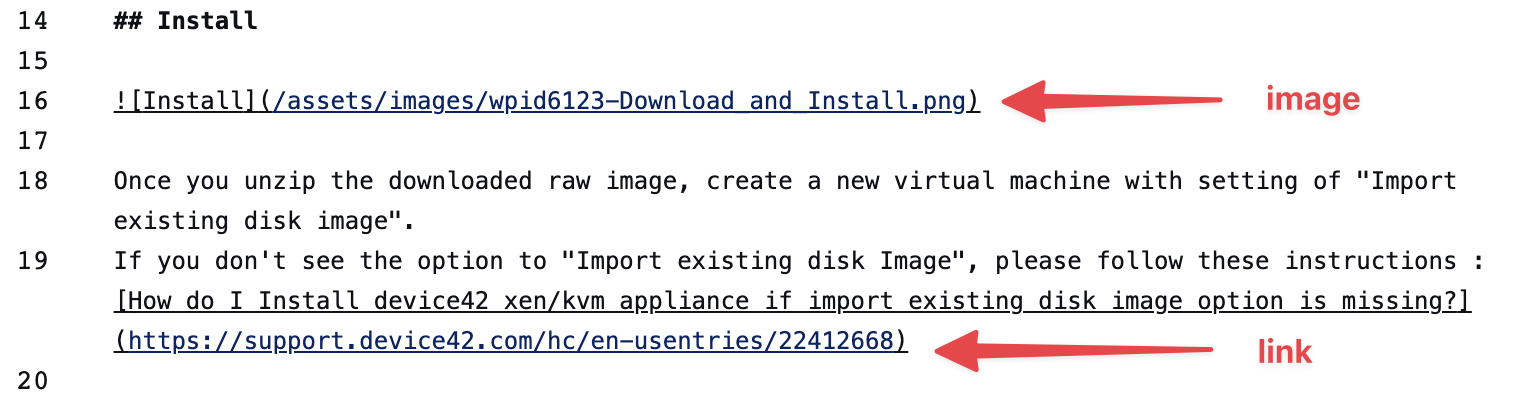 14 ## Install
15
16 ![Install](/assets/images/wpid6123-Download_and_Install.png) image
17
18 Once you unzip the downloaded raw image, create a new virtual machine with setting of "Import
existing disk image".
19 If you don't see the option to "Import existing disk Image", please follow these instructions :
[How do I Install device42 xen/kvm appliance if import existing disk image option is missing?]
(https://support.device42.com/hc/en-usentries/22412668) link
20